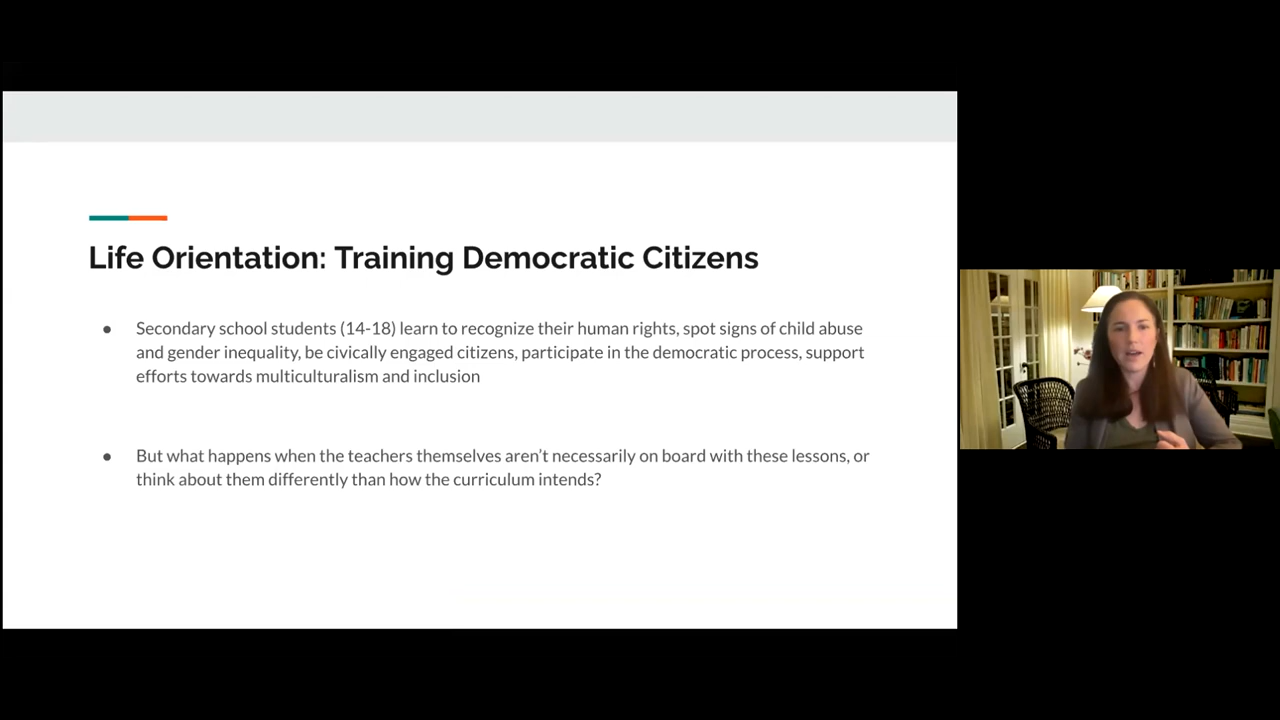 Life Orientation: Training Democratic Citizens
● Secondary school students (14-18) learn to recognize their human rights, spot signs of child abuse
and gender inequality, be civically engaged citizens, participate in the democratic process, support
efforts towards multiculturalism and inclusion
● But what happens when the teachers themselves aren't necessarily on board with these lessons, or
think about them differently than how the curriculum intends?